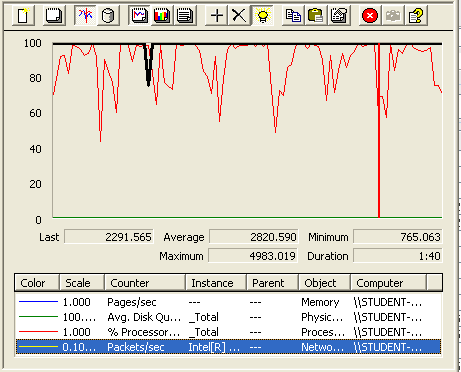 100
80
60
40
20
0
Last 2291.565 Average 2820.590 Minimum 765.063
Maximum 4983.019 Duration 1:40
Color Scale Counter Instance Parent Object Computer
1.000 Pages/sec --- --- Memory \\STUDENT-...
100.... Avg. Disk Qu... _Total --- Physic... \\STUDENT-...
1.000 % Processor... _Total --- Proces... \\STUDENT-...
0.10... Packets/sec Intel[R] ... --- Netwo... \\STUDENT-...